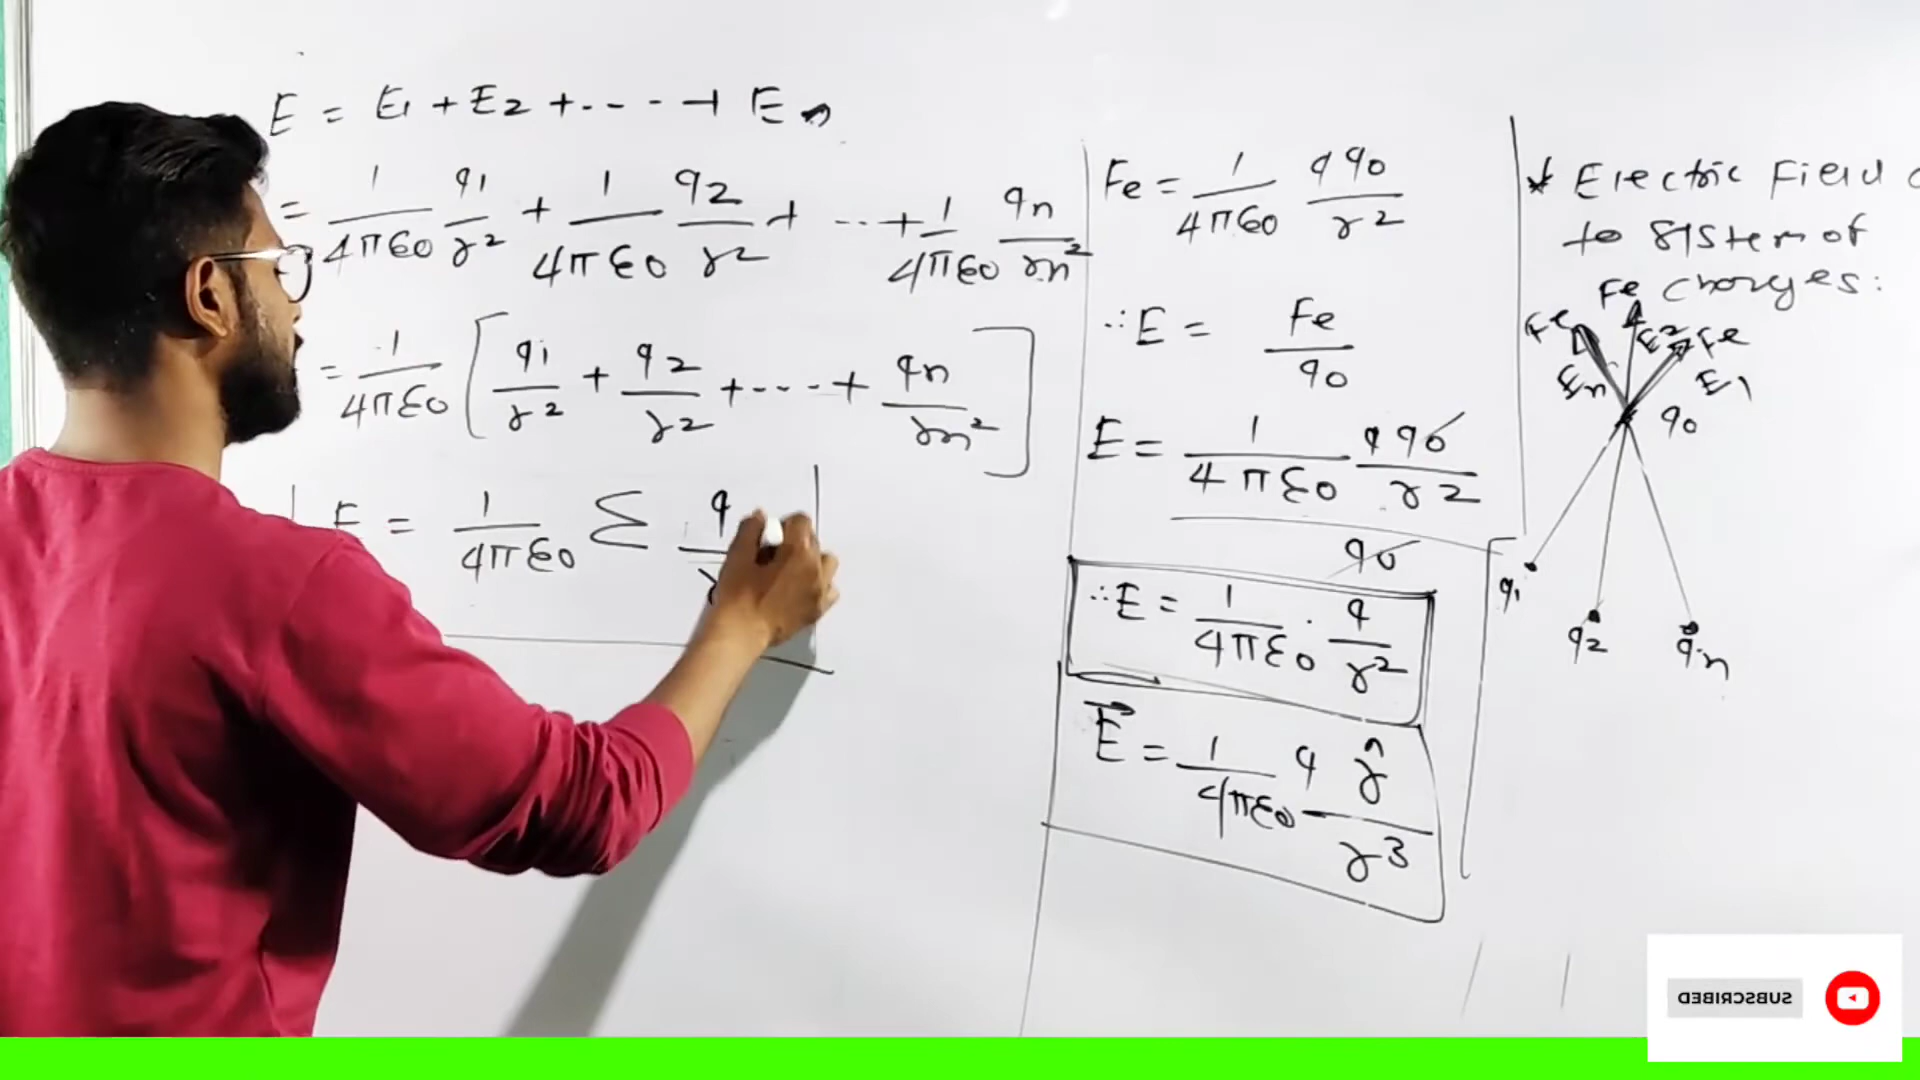 E = E1 + E2 + ---- + En
= 1/4πε0 q1/r² + 1/4πε0 q2/r² + ---+ 1/4πε0 qn/rn²
= 1/4πε0 [ q1/r² + q2/r² + ---- + qn/rn² ]
E = 1/4πε0 Σ q/r
Fe = 1/4πε0 qq0/r²
∴ E = Fe/q0
E = 1/4πε0 qq0/r²
q0
∴ E = 1/4πε0 . q/r²
E⃗ = 1/4πε0 q r̂/r³
* Electric Field
to System of
charges:
Fe
Fe
E2
Fe
En
E1
q0
q1
q2
qn
SUBSCRIBED